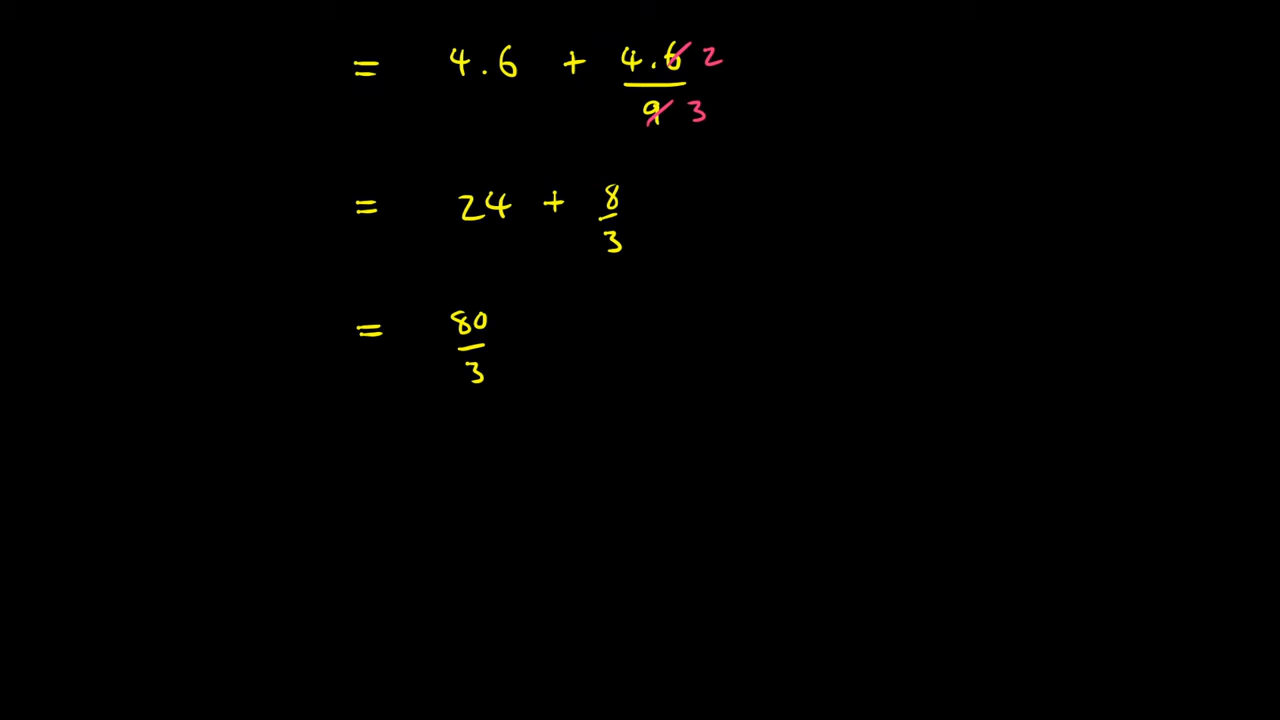 = 4.6 + 4.6/9 2 3
= 24 + 8/3
= 80/3